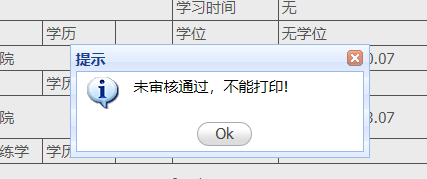 学习时间 无
学历 学位 无学位
提示
院 0.07
未审核通过，不能打印!
学历
院 3.07
Ok
练学 学历